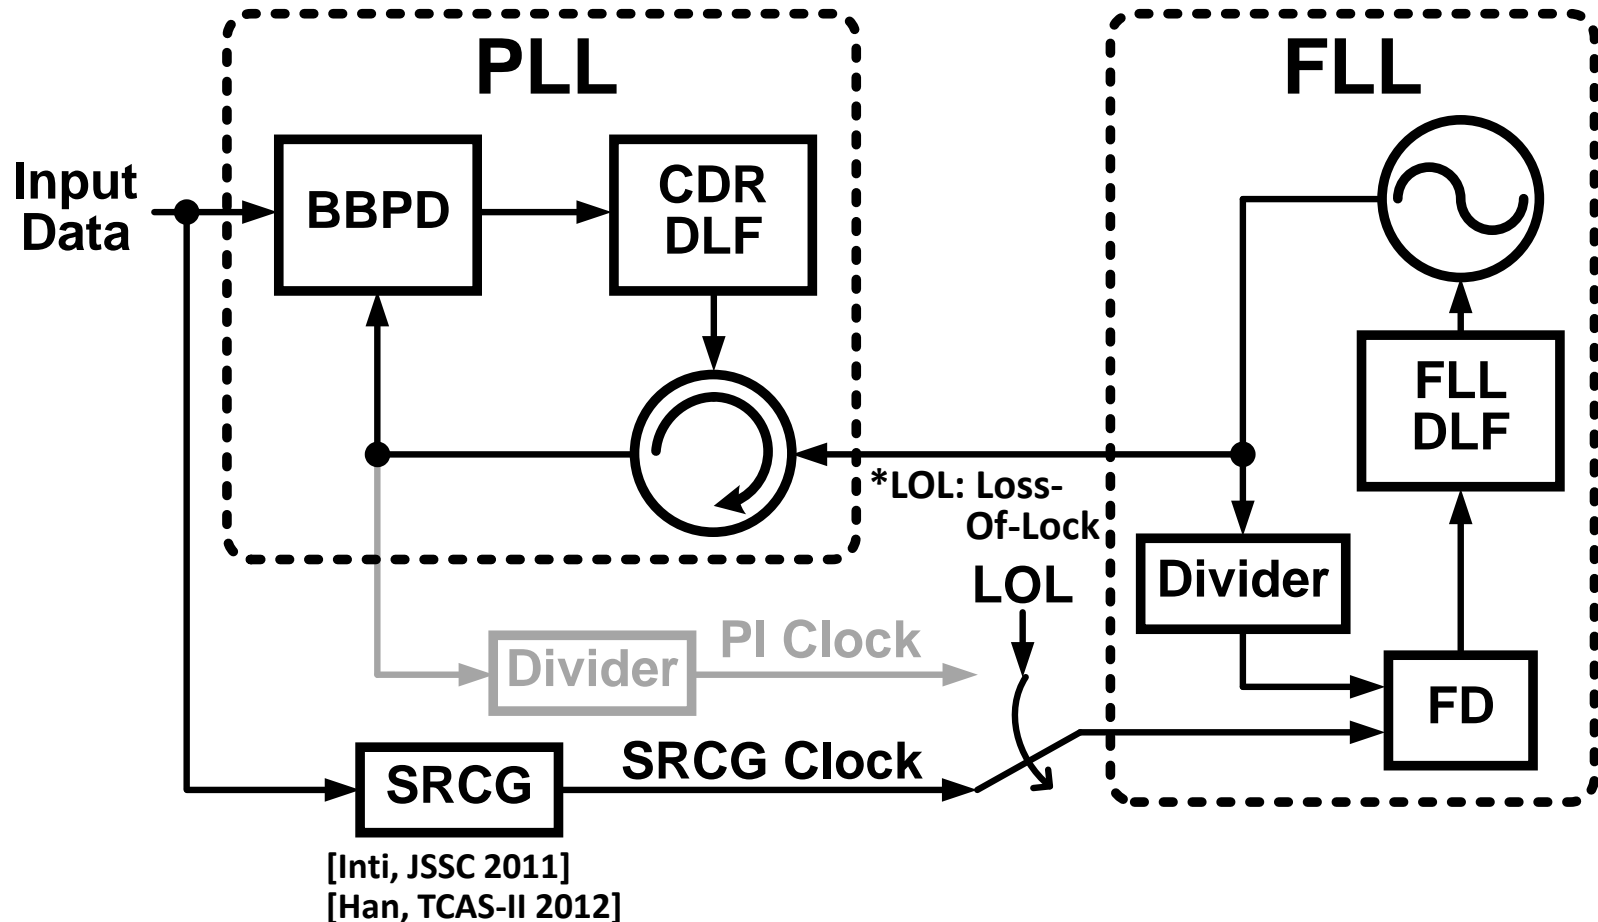 PLL
FLL
Input
Data
BBPD
CDR
DLF
FLL
DLF
*LOL: Loss-
Of-Lock
LOL
Divider
PI Clock
Divider
FD
SRCG Clock
SRCG
[Inti, JSSC 2011]
[Han, TCAS-II 2012]